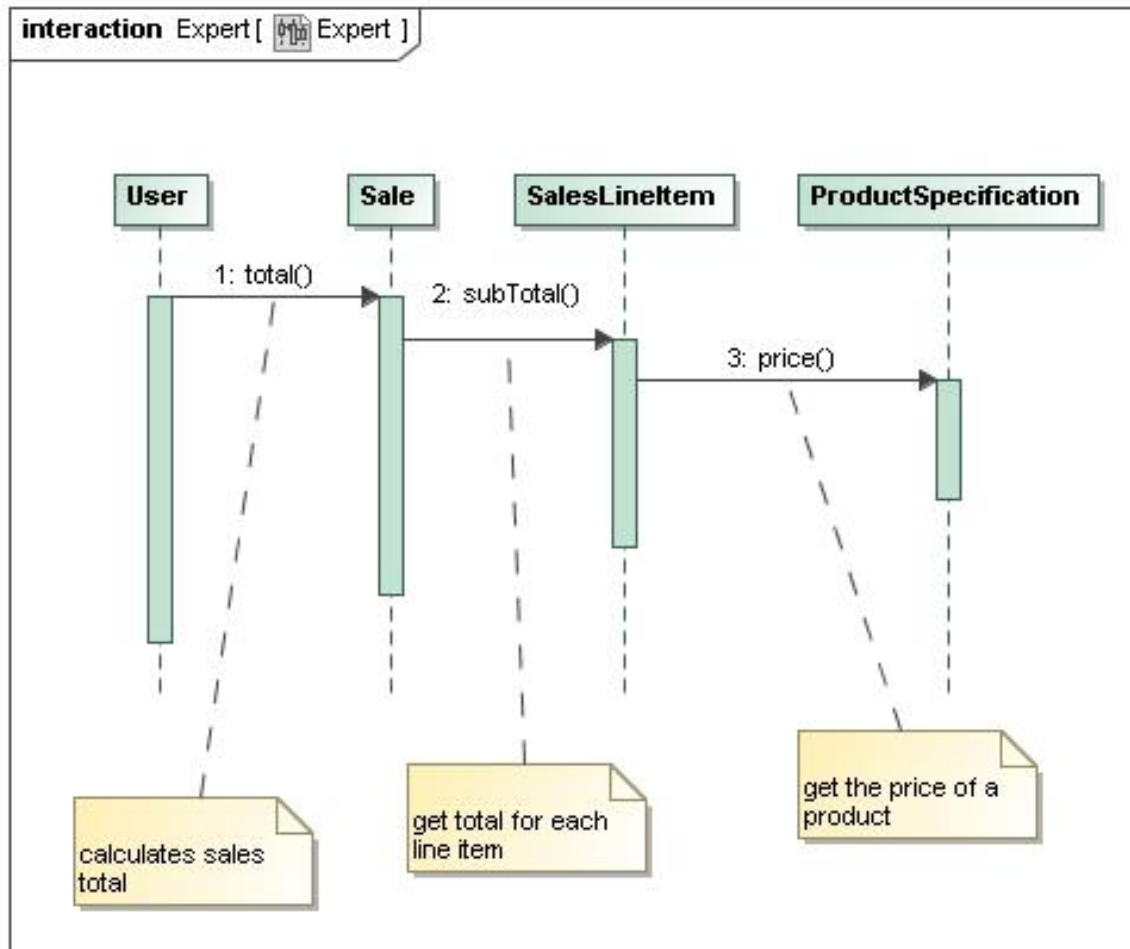 interaction Expert [ Expert ]
User
Sale
SalesLineItem
ProductSpecification
1: total()
2: subTotal()
3: price()
calculates sales
total
get total for each
line item
get the price of a
product